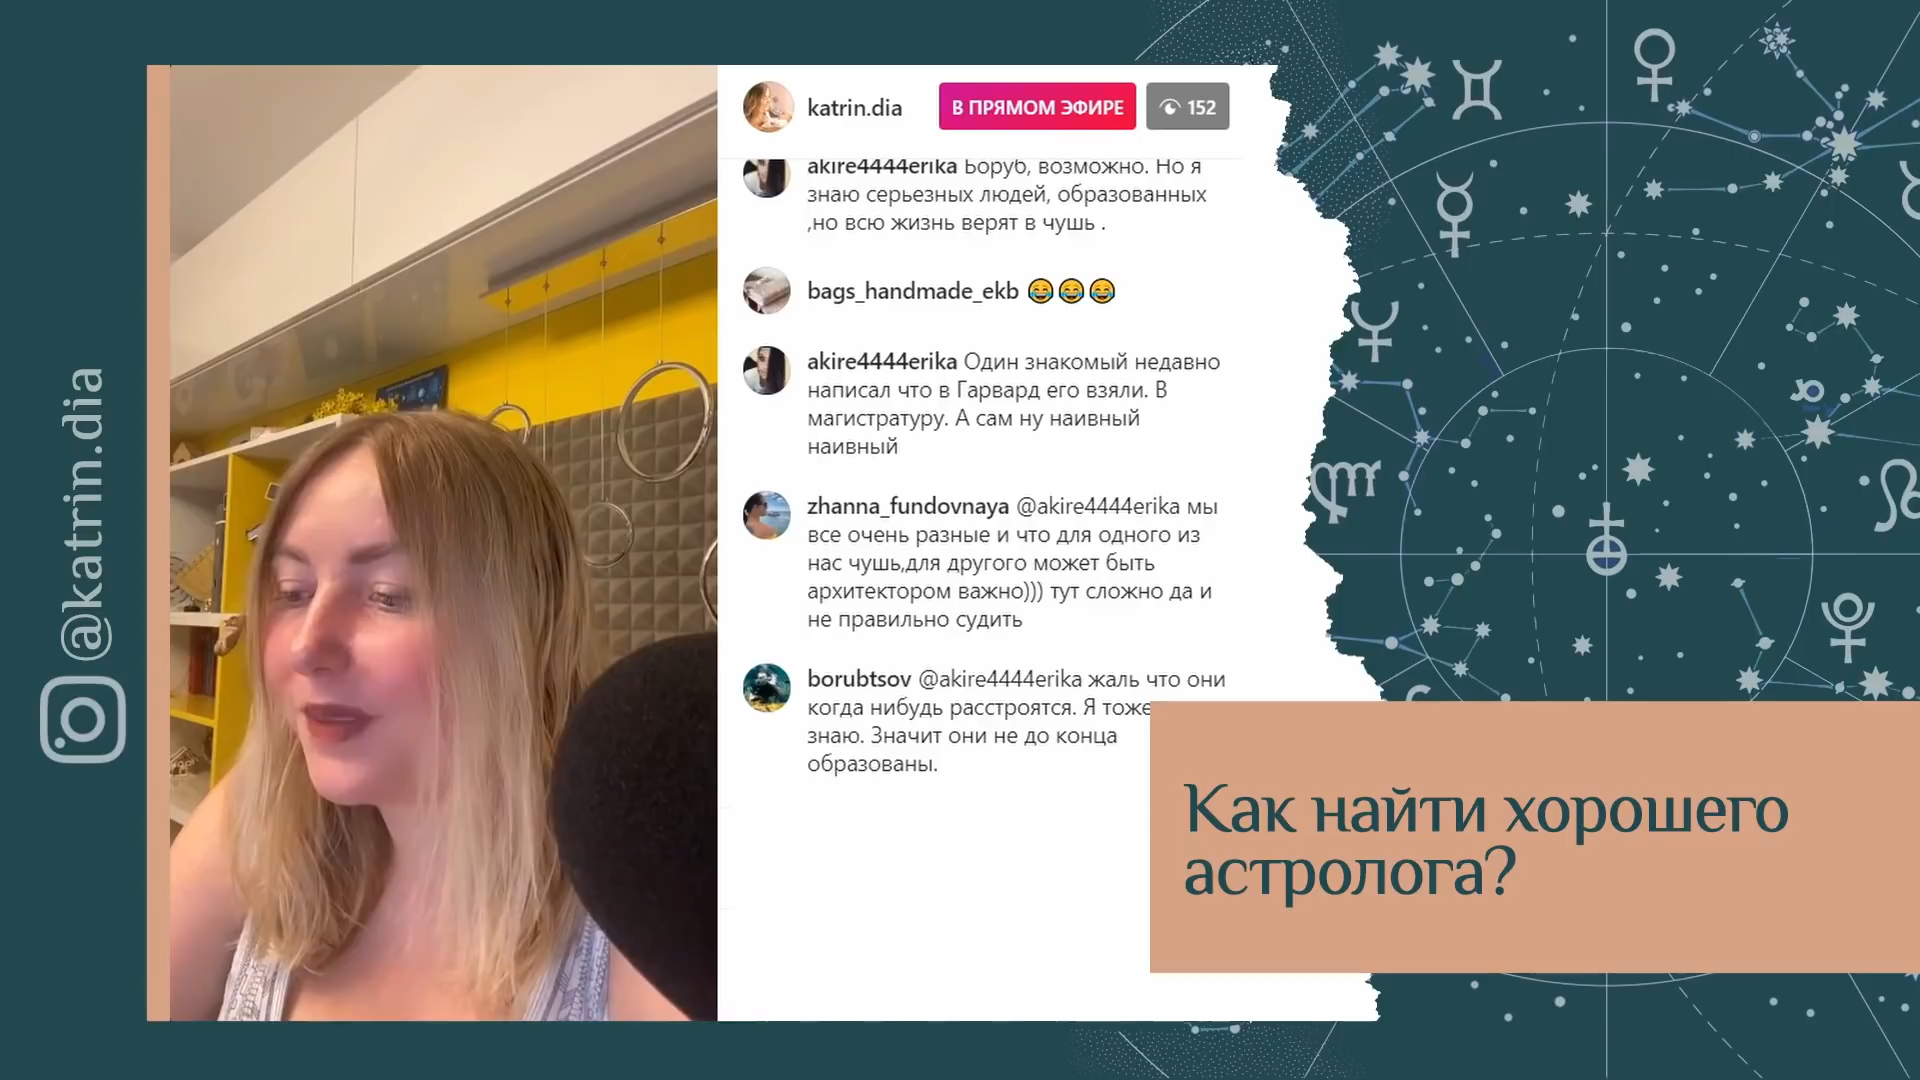 @katrin.dia
katrin.dia
В ПРЯМОМ ЭФИРЕ
152
akire4444erika Боруб, возможно. Но я
знаю серьезных людей, образованных
,но всю жизнь верят в чушь .
bags_handmade_ekb 😂😂😂
akire4444erika Один знакомый недавно
написал что в Гарвард его взяли. В
магистратуру. А сам ну наивный
наивный
zhanna_fundovnaya @akire4444erika мы
все очень разные и что для одного из
нас чушь,для другого может быть
архитектором важно))) тут сложно да и
не правильно судить
borubtsov @akire4444erika жаль что они
когда нибудь расстроятся. Я тоже
знаю. Значит они не до конца
образованы.
Как найти хорошего
астролога?